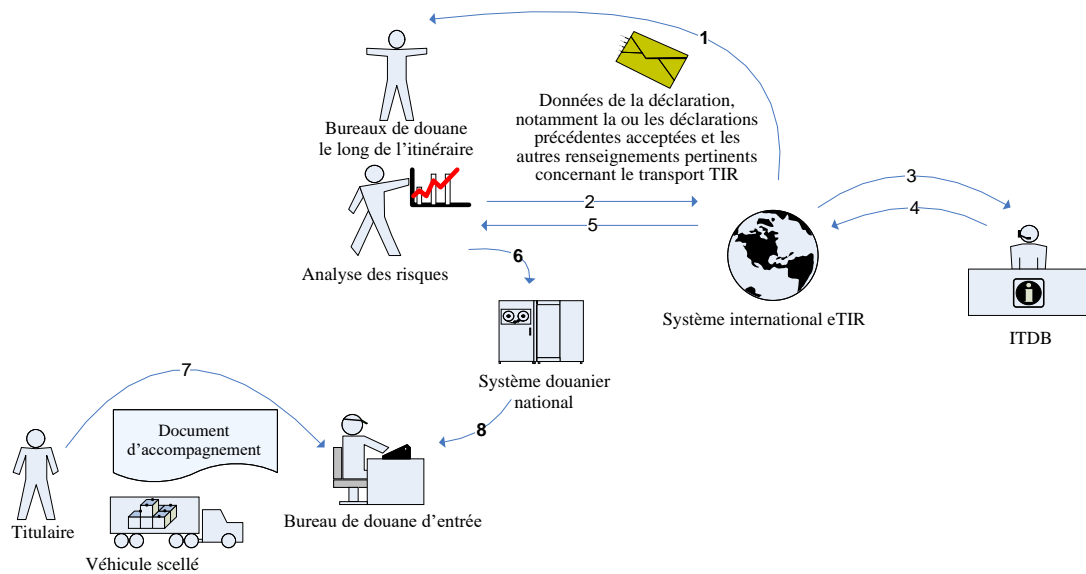 1
Données de la déclaration,
notamment la ou les déclarations
précédentes acceptées et les
autres renseignements pertinents
concernant le transport TIR
Bureaux de douane
le long de l’itinéraire
2
5
3
4
6
Analyse des risques
Système international eTIR
ITDB
Système douanier
national
7
8
Document
d’accompagnement
Titulaire
Bureau de douane d’entrée
Véhicule scellé